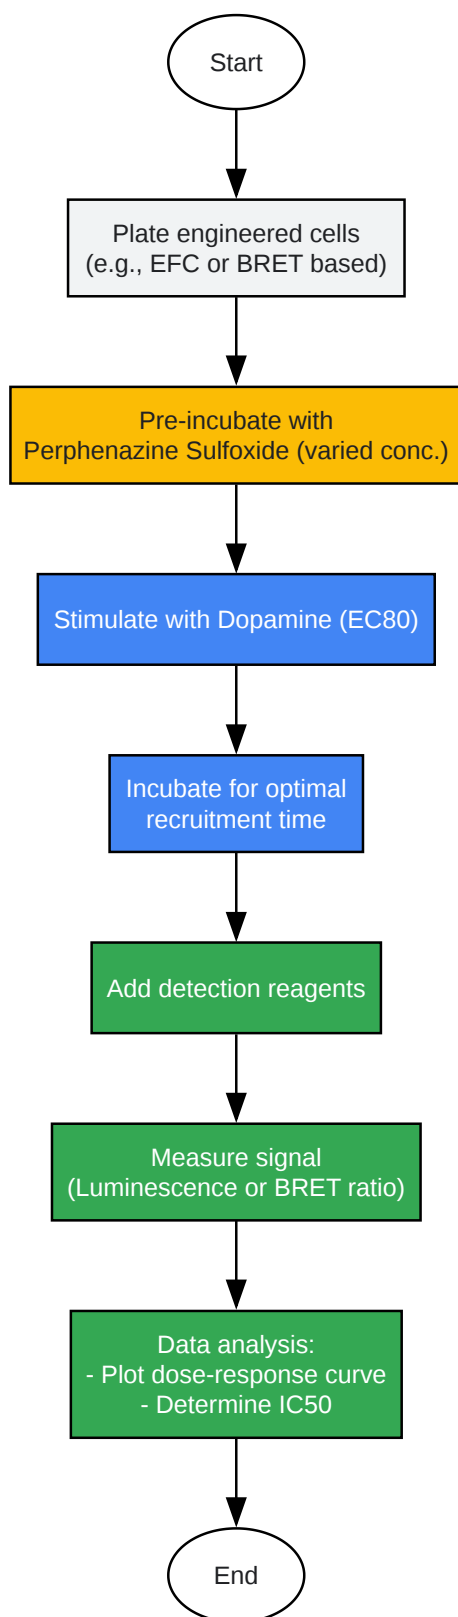 Start
Plate engineered cells
(e.g., EFC or BRET based)
Pre-incubate with
Perphenazine Sulfoxide (varied conc.)
Stimulate with Dopamine (EC80)
Incubate for optimal
recruitment time
Add detection reagents
Measure signal
(Luminescence or BRET ratio)
Data analysis:
- Plot dose-response curve
- Determine IC50
End